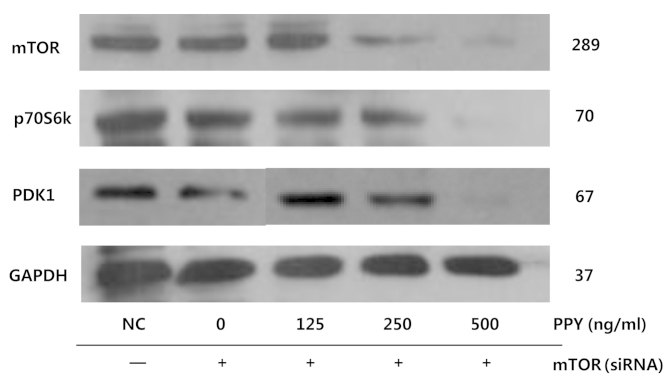 mTOR 289
p70S6k 70
PDK1 67
GAPDH 37
NC 0 125 250 500 PPY (ng/ml)
— + + + + mTOR (siRNA)